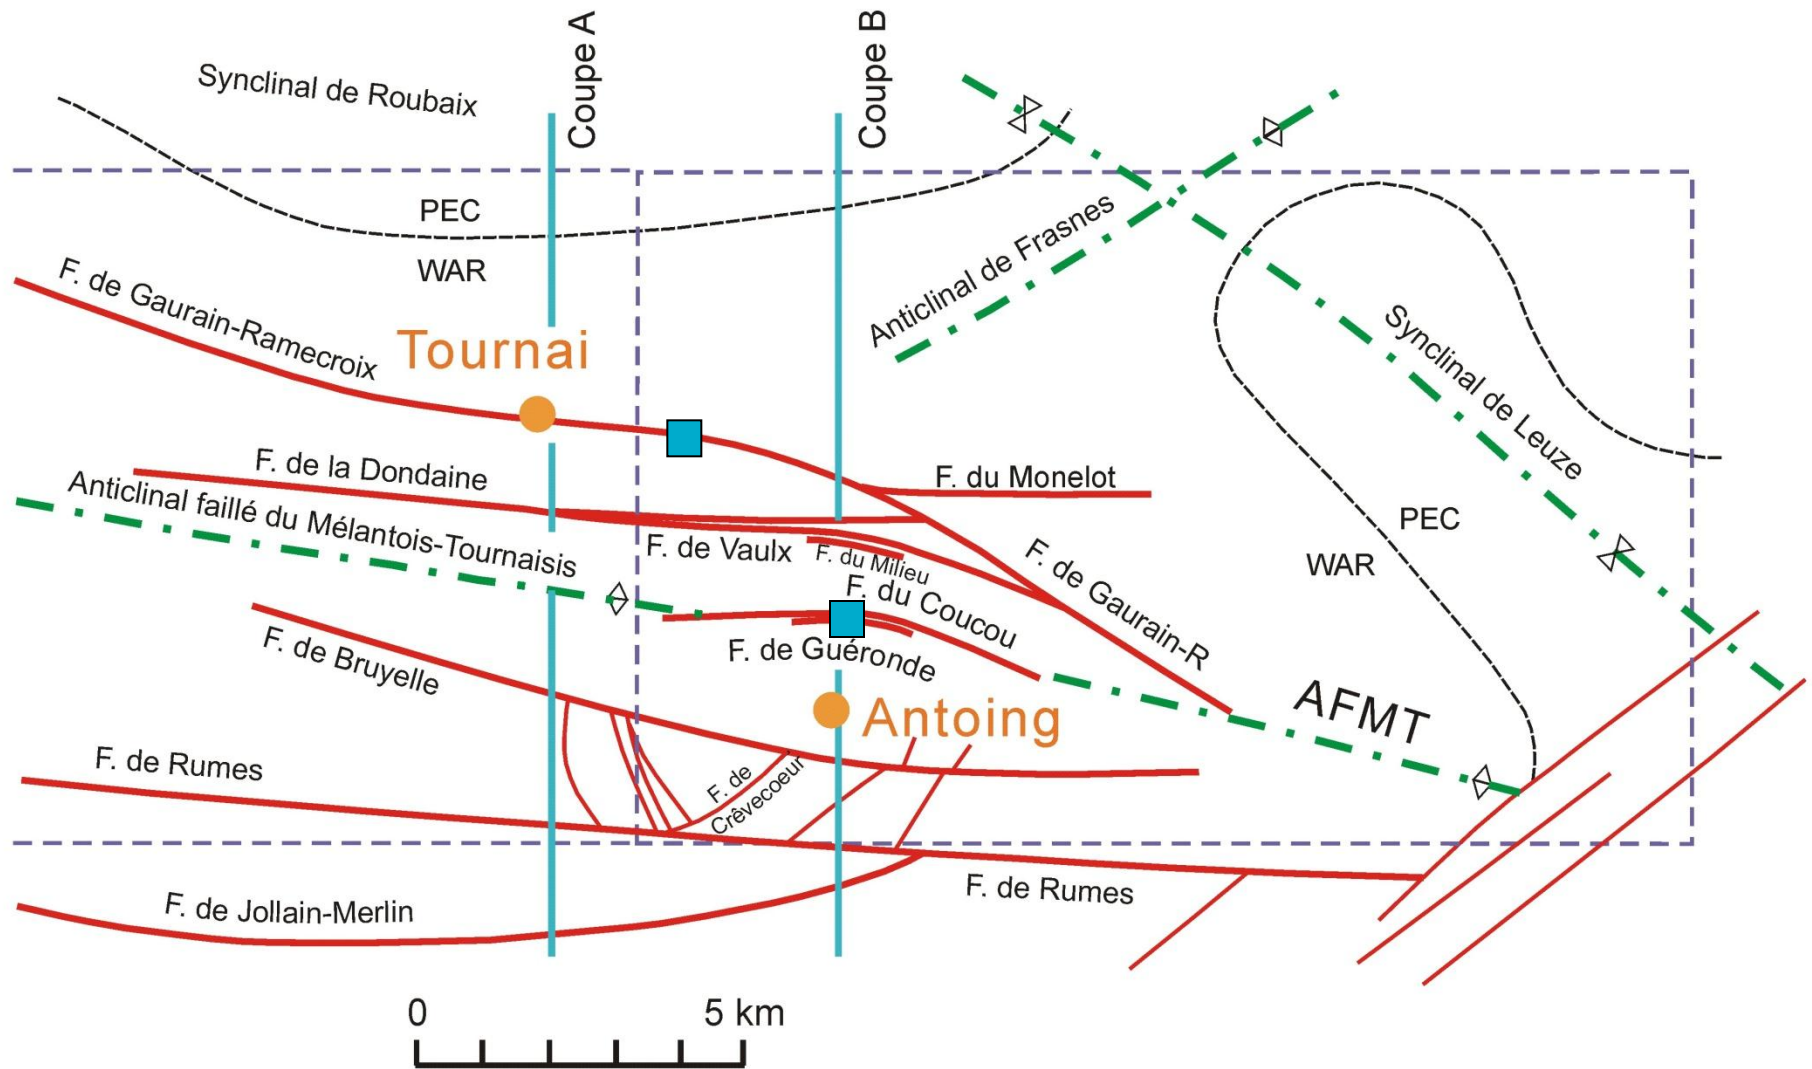 Coupe A
Coupe B
Synclinal de Roubaix
PEC
WAR
Anticlinal de Frasnes
F. de Gaurain-Ramecroix
Tournai
Synclinal de Leuze
F. de la Dondaine
F. du Monelot
Anticlinal faillé du Mélantois-Tournaisis
PEC
WAR
F. de Vaulx
F. du Milieu
F. de Gaurain-R
F. du Coucou
F. de Guéronde
F. de Bruyelle
Antoing
AFMT
F. de Rumes
F. de
Crêvecoeur
F. de Rumes
F. de Jollain-Merlin
0
5 km